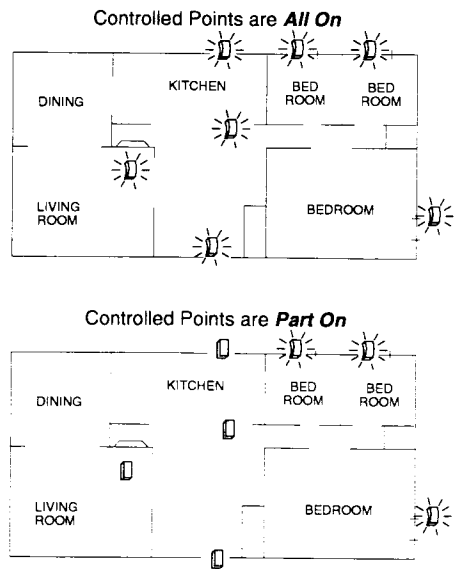 Controlled Points are All On
KITCHEN
BED
ROOM
BED
ROOM
DINING
LIVING
ROOM
BEDROOM
Controlled Points are Part On
KITCHEN
BED
ROOM
BED
ROOM
DINING
LIVING
ROOM
BEDROOM